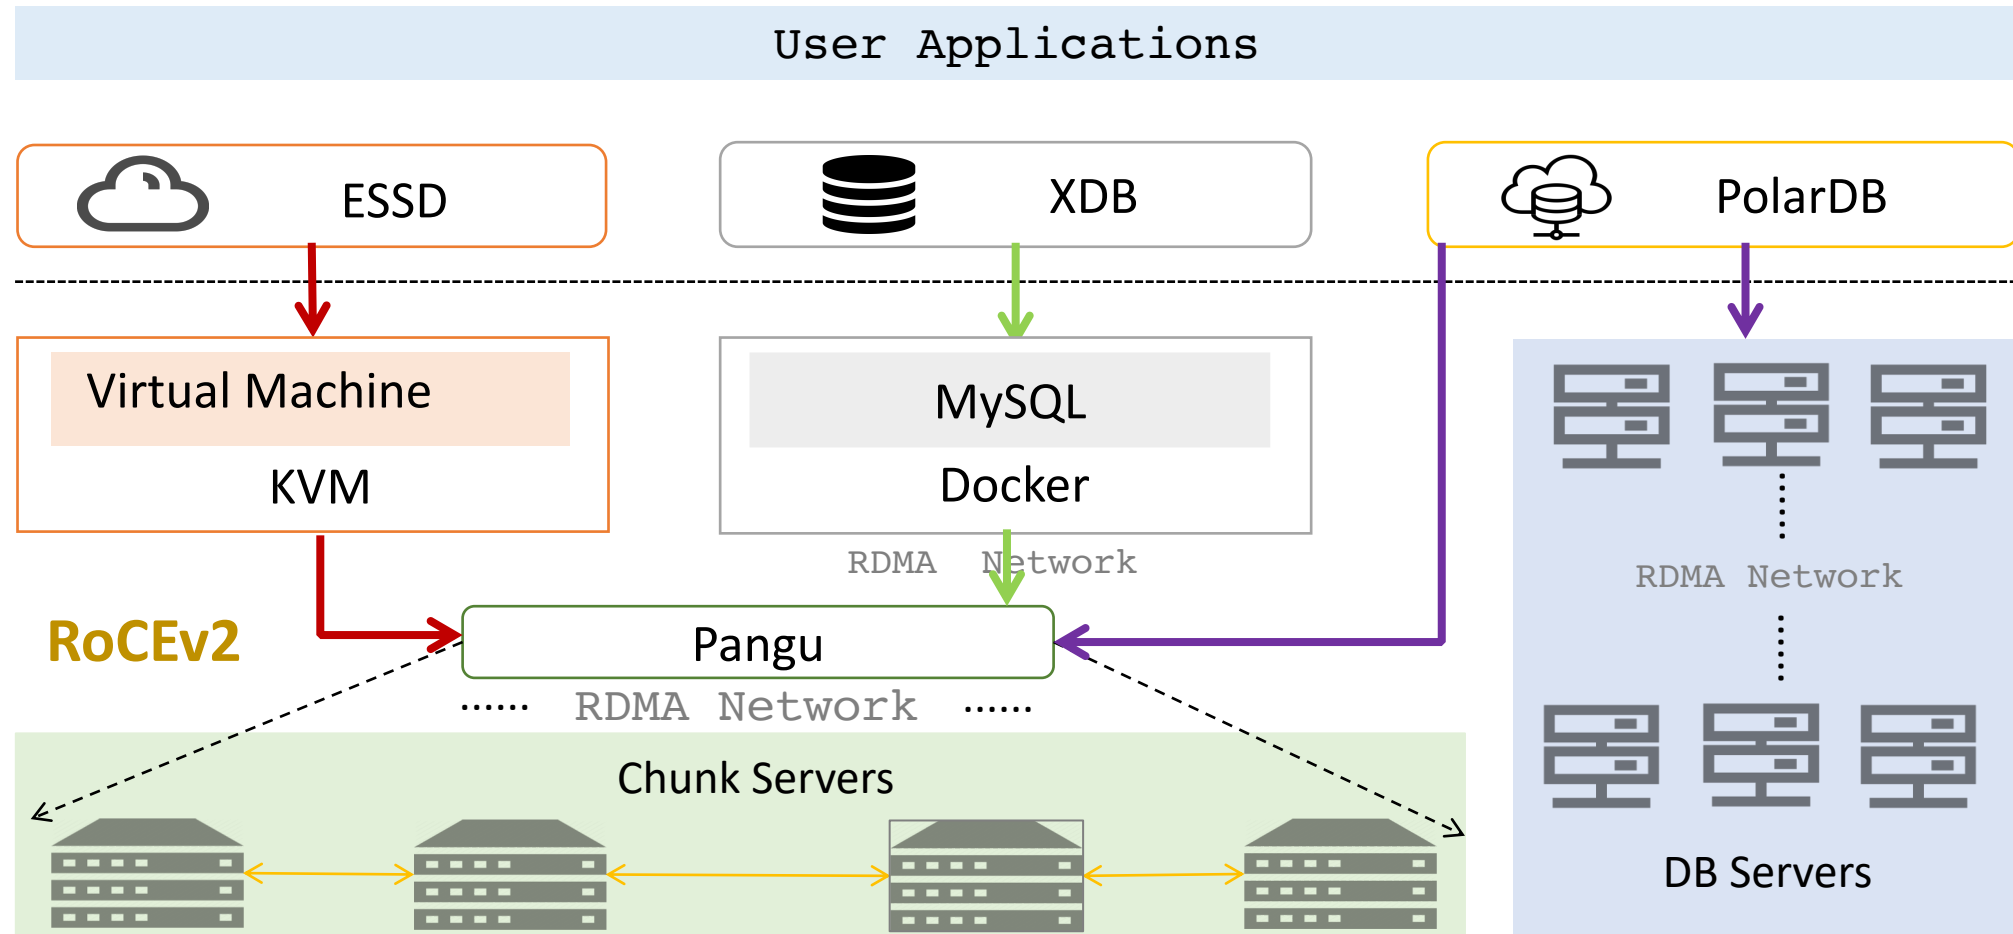 User Applications
ESSD
XDB
PolarDB
Virtual Machine
KVM
MySQL
Docker
RDMA Network
RDMA Network
RoCEv2
Pangu
...... RDMA Network ......
Chunk Servers
DB Servers